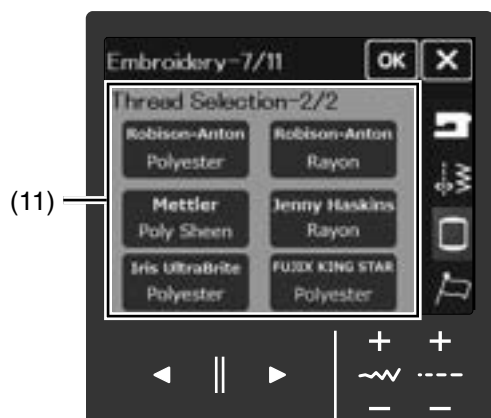 Embroidery-7/11 OK X
Thread Selection-2/2
Robison-Anton Robison-Anton
Polyester Rayon
(11)
Mettler Jenny Haskins
Poly Sheen Rayon
Iris UltraBrite FUJIX KING STAR
Polyester Polyester
+ +
− −